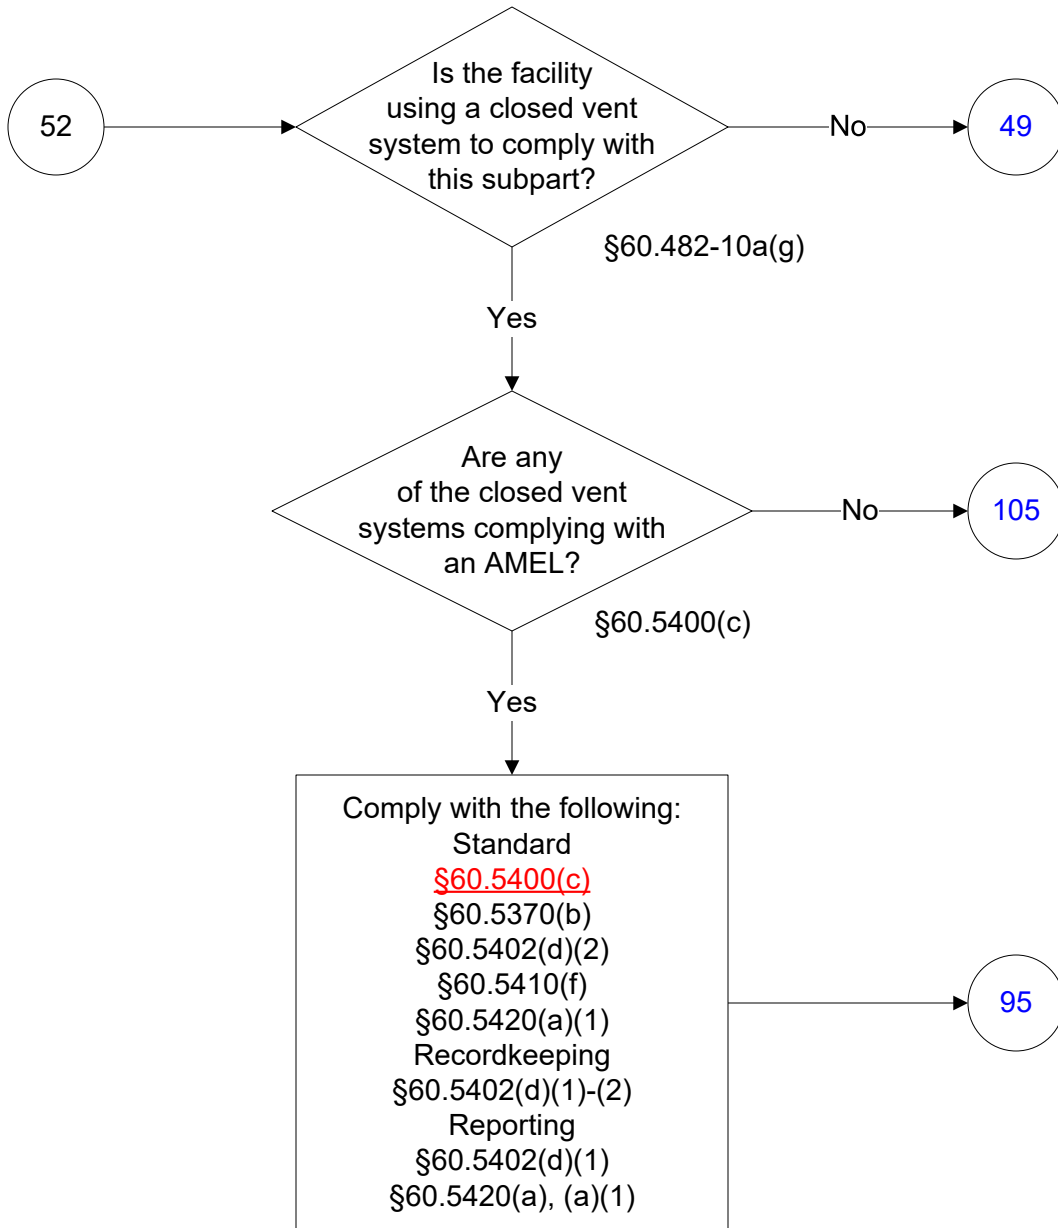 Is the facility
using a closed vent
system to comply with
this subpart?
52
No
49
§60.482-10a(g)
Yes
Are any
of the closed vent
systems complying with
an AMEL?
No
105
§60.5400(c)
Yes
Comply with the following:
Standard
§60.5400(c)
§60.5370(b)
§60.5402(d)(2)
§60.5410(f)
§60.5420(a)(1)
Recordkeeping
§60.5402(d)(1)-(2)
Reporting
§60.5402(d)(1)
§60.5420(a), (a)(1)
95